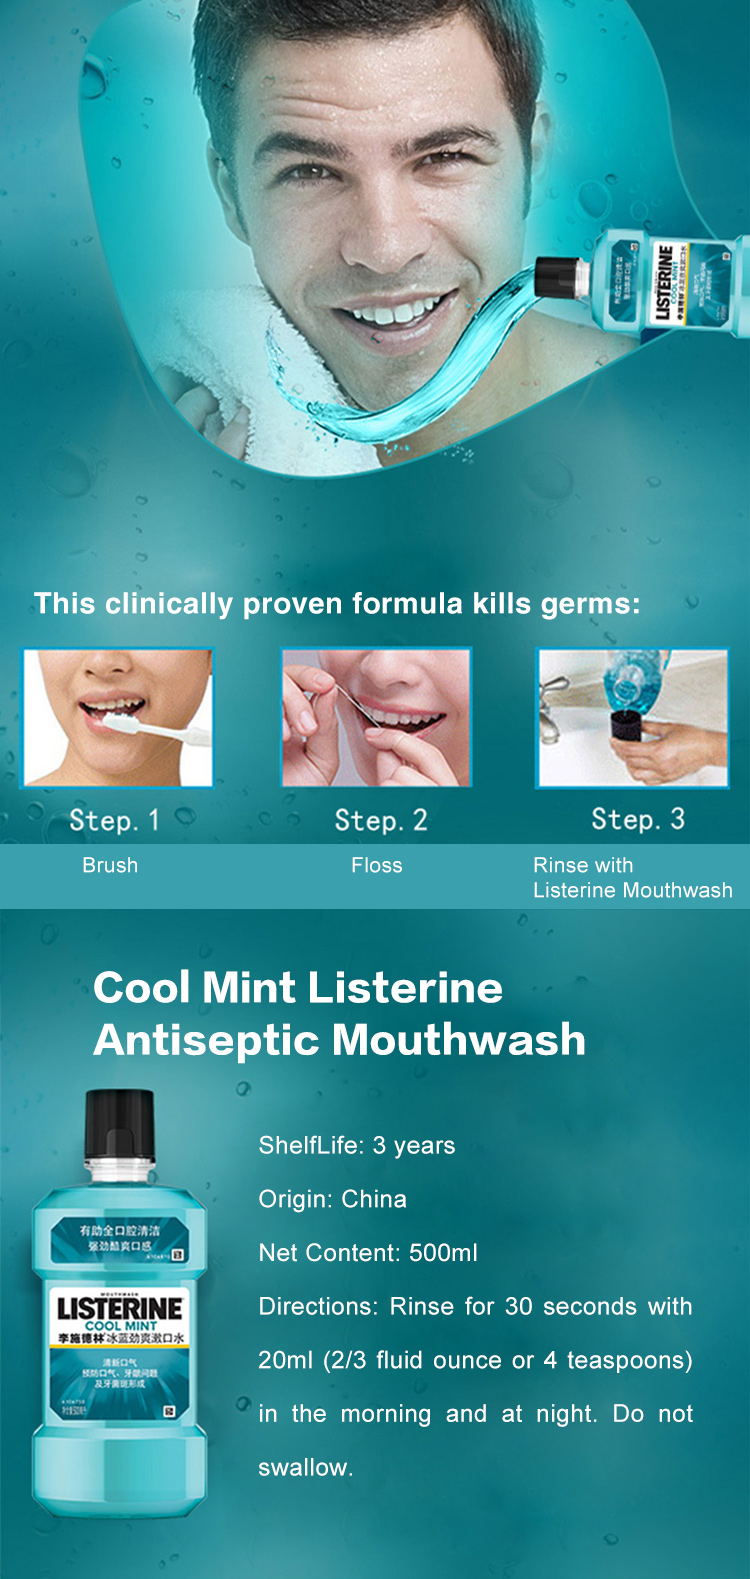 LISTERINE
COOL MINT
This clinically proven formula kills germs:
Step. 1
Step. 2
Step. 3
Brush
Floss
Rinse with
Listerine Mouthwash
Cool Mint Listerine
Antiseptic Mouthwash
ShelfLife: 3 years
Origin: China
Net Content: 500ml
Directions: Rinse for 30 seconds with
20ml (2/3 fluid ounce or 4 teaspoons)
in the morning and at night. Do not
swallow.
有助全口腔清洁
强劲酷爽口感
MOUTHWASH
LISTERINE
COOL MINT
李施德林 冰蓝劲爽漱口水
清新口气
预防口气、牙龈问题
及牙菌斑形成